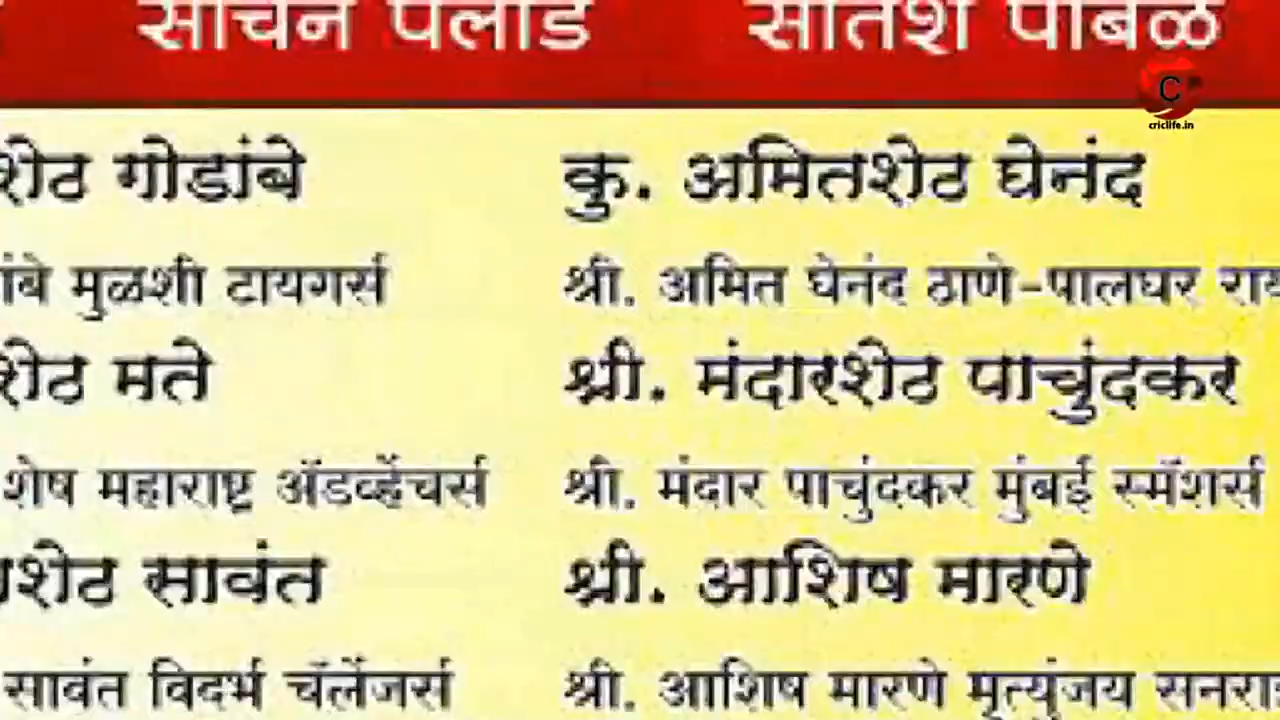 सचिन पलांडे सतिश पाबळे
C
criclife.in
शेठ गोडांबे कु. अमितशेठ घेनंद
मुळशी टायगर्स श्री. अमित घेनंद ठाणे-पालघर
शेठ मते श्री. मंदारशेठ पाचुंदकर
शेष महाराष्ट्र ॲडव्हेंचर्स श्री. मंदार पाचुंदकर मुंबई स्मॅशर्स
शेठ सावंत श्री. आशिष मारणे
सावंत विदर्भ चॅलेंजर्स श्री. आशिष मारणे मृत्युंजय